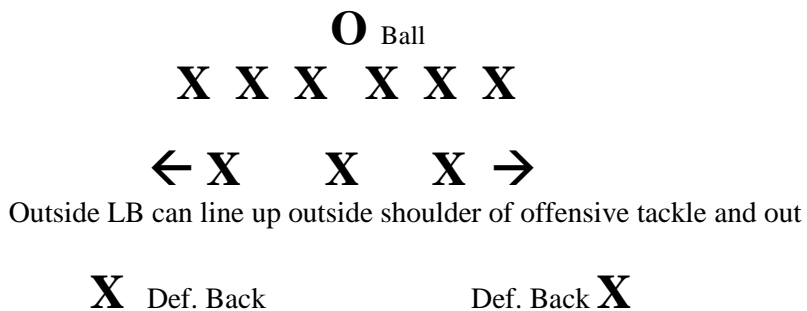 O Ball
X X X X X X
← X X X →
Outside LB can line up outside shoulder of offensive tackle and out
X Def. Back Def. Back X